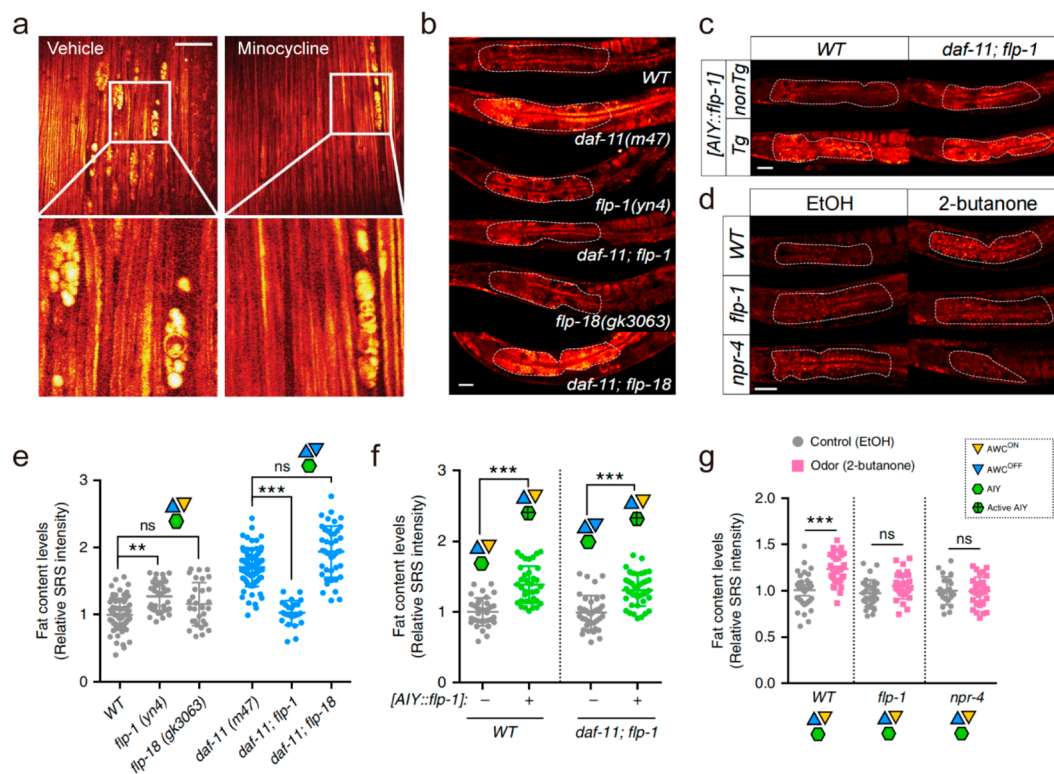 a
Vehicle
Minocycline
b
WT
daf-11(m47)
flp-1(yn4)
daf-11; flp-1
flp-18(gk3063)
daf-11; flp-18
c
WT
daf-11; flp-1
[AIY::flp-1]
nonTg
Tg
d
EtOH
2-butanone
WT
flp-1
npr-4
e
ns
ns
***
**
Fat content levels
(Relative SRS intensity)
3
2
1
0
WT
flp-1 (yn4)
flp-18 (gk3063)
daf-11 (m47)
daf-11; flp-1
daf-11; flp-18
f
***
***
Fat content levels
(Relative SRS intensity)
3
2
1
0
[AIY::flp-1]: – + – +
WT
daf-11; flp-1
g
Control (EtOH)
Odor (2-butanone)
AWCON
AWCOFF
AIY
Active AIY
***
ns
ns
Fat content levels
(Relative SRS intensity)
2.0
1.5
1.0
0.0
WT
flp-1
npr-4